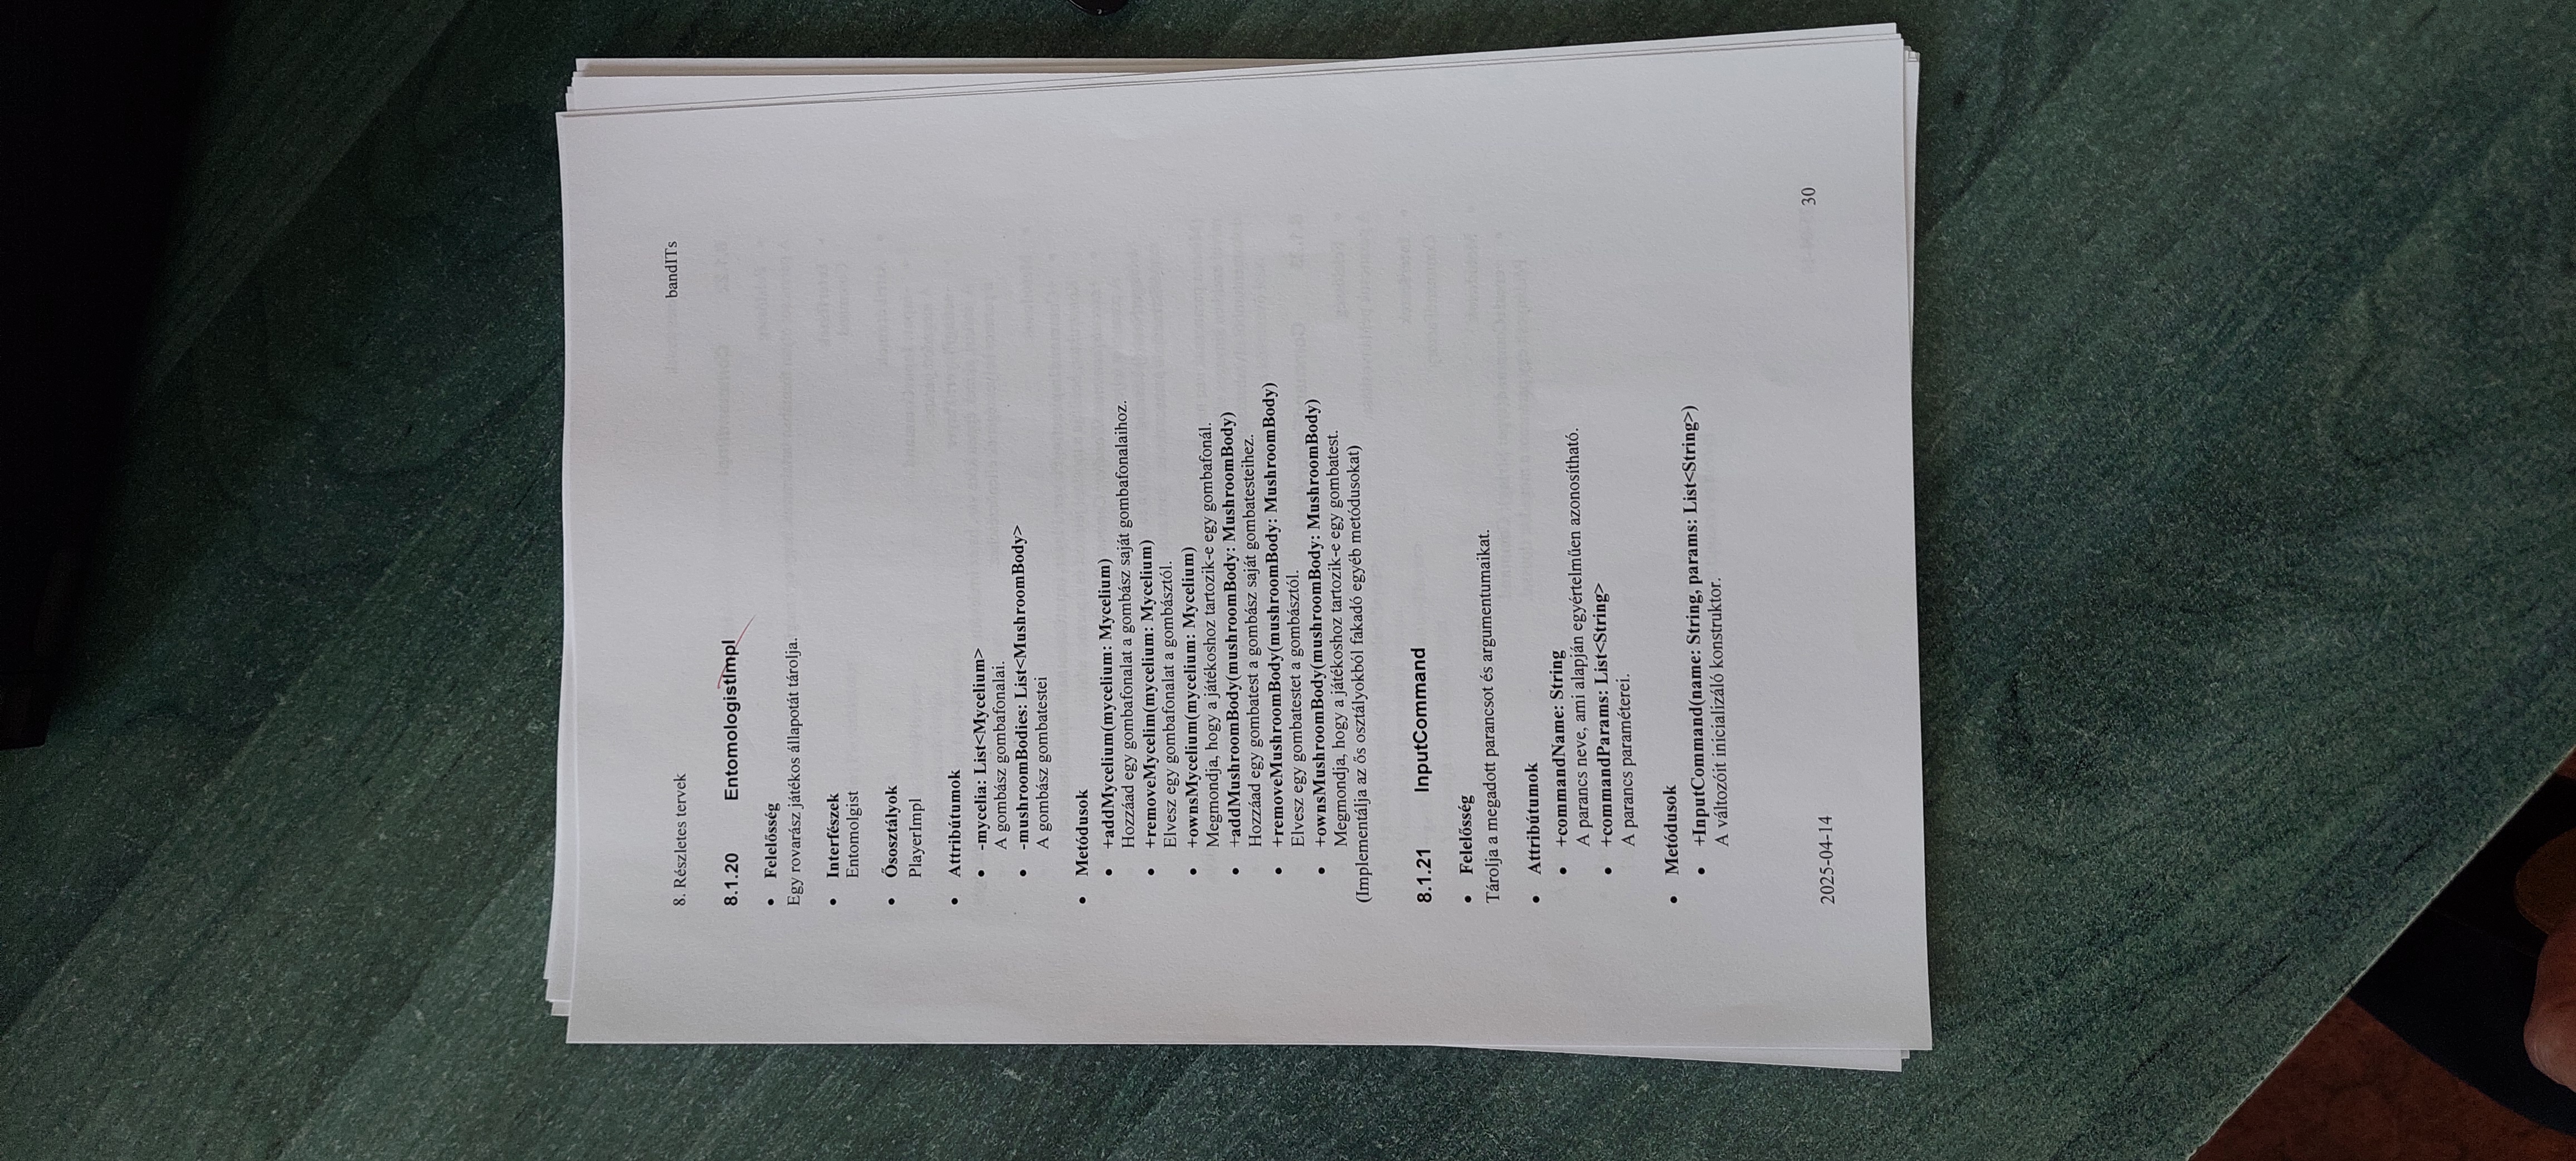 8. Részletes tervek bandITs
8.1.20 EntomologistImpl
• Felelősség
Egy rovarász játékos állapotát tárolja.
• Interfészek
Entomolgist
• Ősosztályok
PlayerImpl
• Attribútumok
• -mycelia: List<Mycelium>
A gombász gombafonalai.
• -mushroomBodies: List<MushroomBody>
A gombász gombatestei
• Metódusok
• +addMycelium(mycelium: Mycelium)
Hozzáad egy gombafonalat a gombász saját gombafonalaihoz.
• +removeMycelim(mycelium: Mycelium)
Elvesz egy gombafonalat a gombásztól.
• +ownsMycelium(mycelium: Mycelium)
Megmondja, hogy a játékoshoz tartozik-e egy gombafonál.
• +addMushroomBody(mushroomBody: MushroomBody)
Hozzáad egy gombatest a gombász saját gombatesteihez.
• +removeMushroomBody(mushroomBody: MushroomBody)
Elvesz egy gombatestet a gombásztól.
• +ownsMushroomBody(mushroomBody: MushroomBody)
Megmondja, hogy a játékoshoz tartozik-e egy gombatest.
(Implementálja az ős osztályokból fakadó egyéb metódusokat)
8.1.21 InputCommand
• Felelősség
Tárolja a megadott parancsot és argumentumaikat.
• Attribútumok
• +commandName: String
A parancs neve, ami alapján egyértelműen azonosítható.
• +commandParams: List<String>
A parancs paraméterei.
• Metódusok
• +InputCommand(name: String, params: List<String>)
A változóit inicializáló konstruktor.
2025-04-14 30